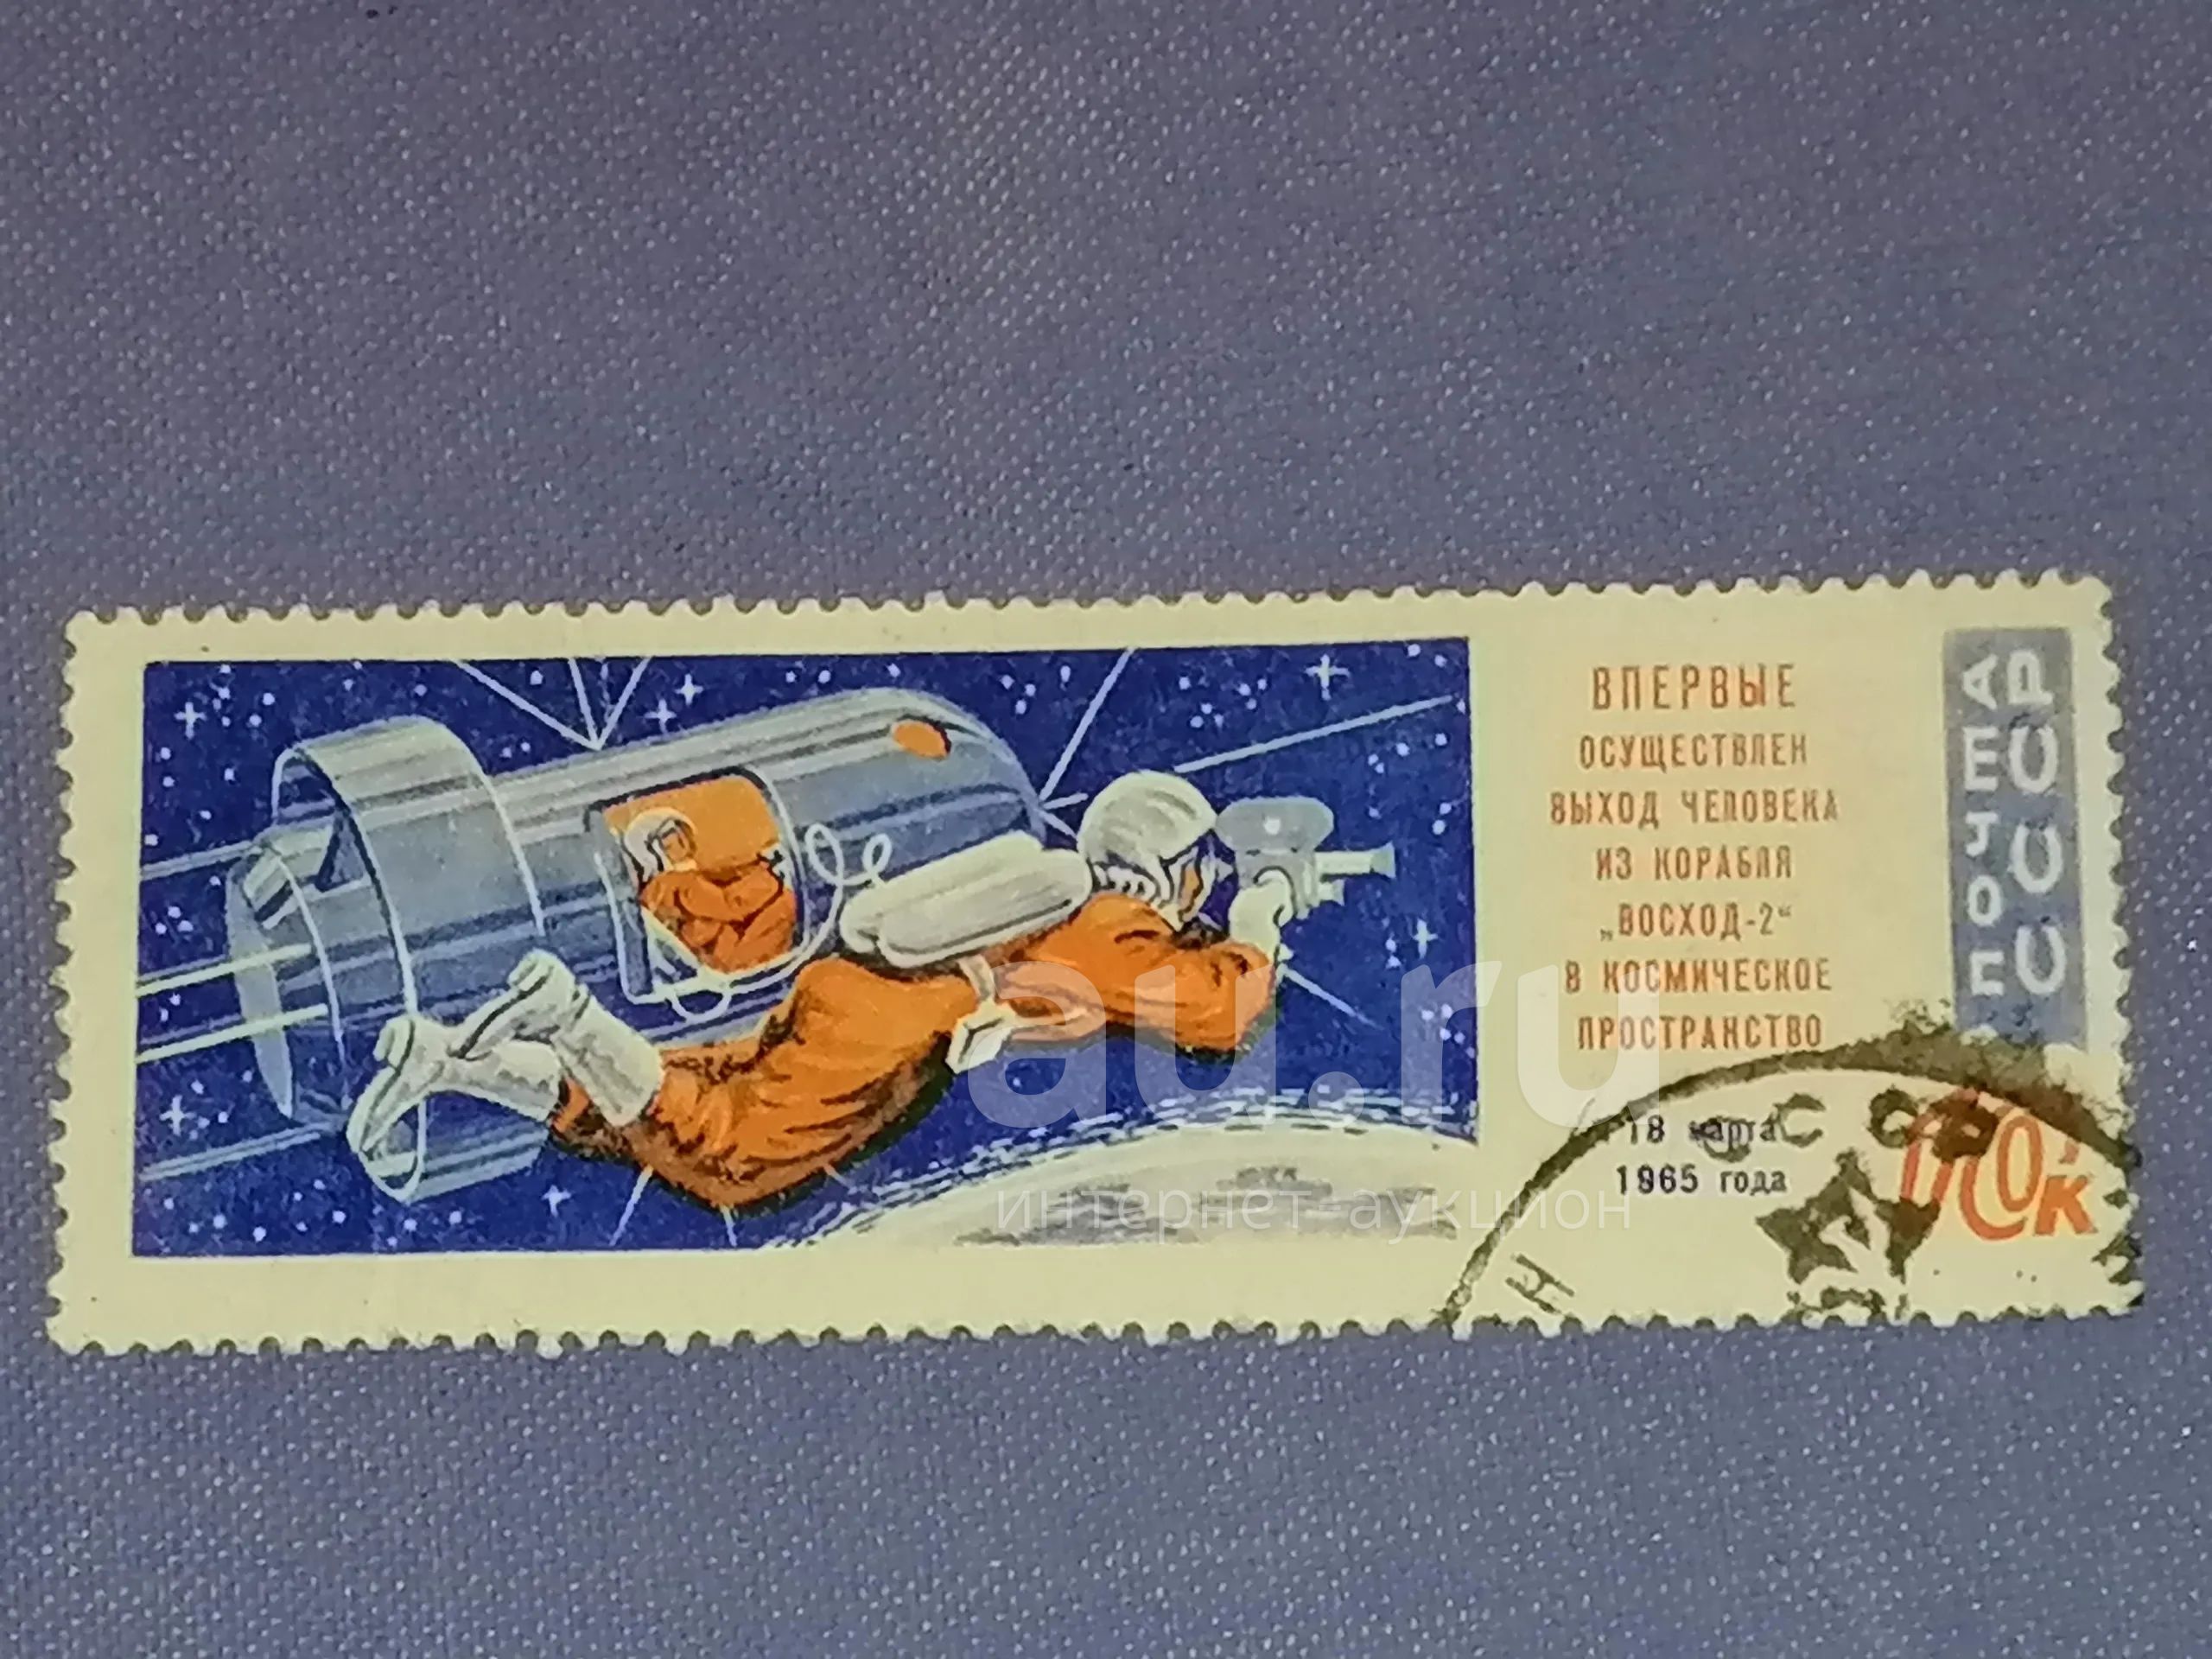 ВПЕРВЫЕ
ОСУЩЕСТВЛЕН
ВЫХОД ЧЕЛОВЕКА
ИЗ КОРАБЛЯ
„ВОСХОД-2“
В КОСМИЧЕСКОЕ
ПРОСТРАНСТВО
18 марта
1965 года
ПОЧТА
СССР
10к
au.ru
интернет-аукцион